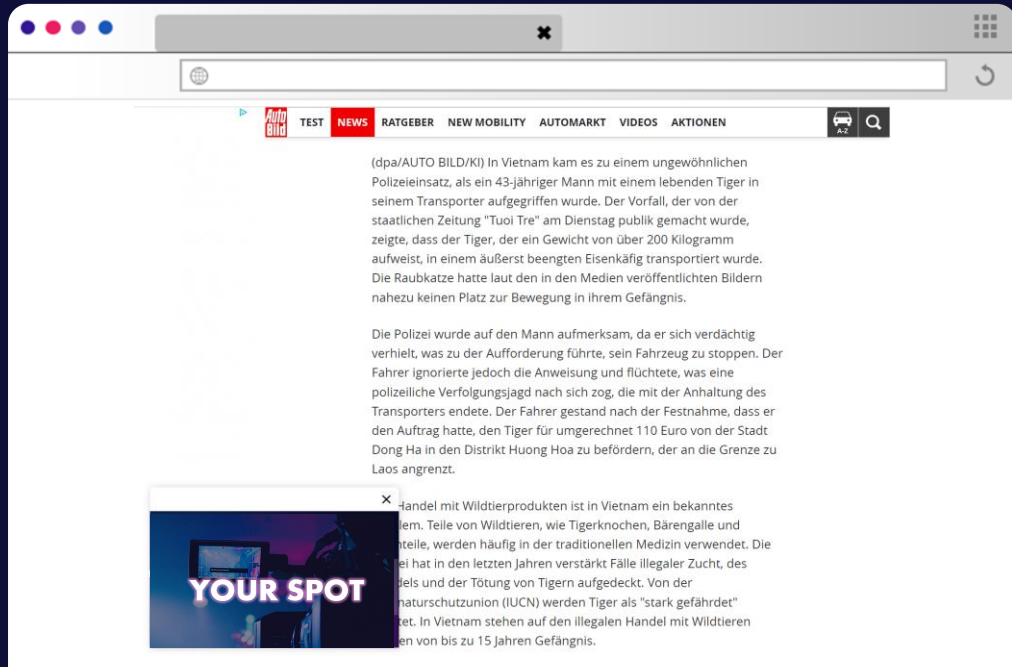 Auto Bild TEST NEWS RATGEBER NEW MOBILITY AUTOMARKT VIDEOS AKTIONEN A-Z
(dpa/AUTO BILD/KI) In Vietnam kam es zu einem ungewöhnlichen
Polizeieinsatz, als ein 43-jähriger Mann mit einem lebenden Tiger in
seinem Transporter aufgegriffen wurde. Der Vorfall, der von der
staatlichen Zeitung "Tuoi Tre" am Dienstag publik gemacht wurde,
zeigte, dass der Tiger, der ein Gewicht von über 200 Kilogramm
aufweist, in einem äußerst beengten Eisenkäfig transportiert wurde.
Die Raubkatze hatte laut den in den Medien veröffentlichten Bildern
nahezu keinen Platz zur Bewegung in ihrem Gefängnis.
Die Polizei wurde auf den Mann aufmerksam, da er sich verdächtig
verhielt, was zu der Aufforderung führte, sein Fahrzeug zu stoppen. Der
Fahrer ignorierte jedoch die Anweisung und flüchtete, was eine
polizeiliche Verfolgungsjagd nach sich zog, die mit der Anhaltung des
Transporters endete. Der Fahrer gestand nach der Festnahme, dass er
den Auftrag hatte, den Tiger für umgerechnet 110 Euro von der Stadt
Dong Ha in den Distrikt Huong Hoa zu befördern, der an die Grenze zu
Laos angrenzt.
Handel mit Wildtierprodukten ist in Vietnam ein bekanntes
Teile von Wildtieren, wie Tigerknochen, Bärengalle und
werden häufig in der traditionellen Medizin verwendet. Die
hat in den letzten Jahren verstärkt Fälle illegaler Zucht, des
und der Tötung von Tigern aufgedeckt. Von der
(IUCN) werden Tiger als "stark gefährdet"
In Vietnam stehen auf den illegalen Handel mit Wildtieren
von bis zu 15 Jahren Gefängnis.
YOUR SPOT